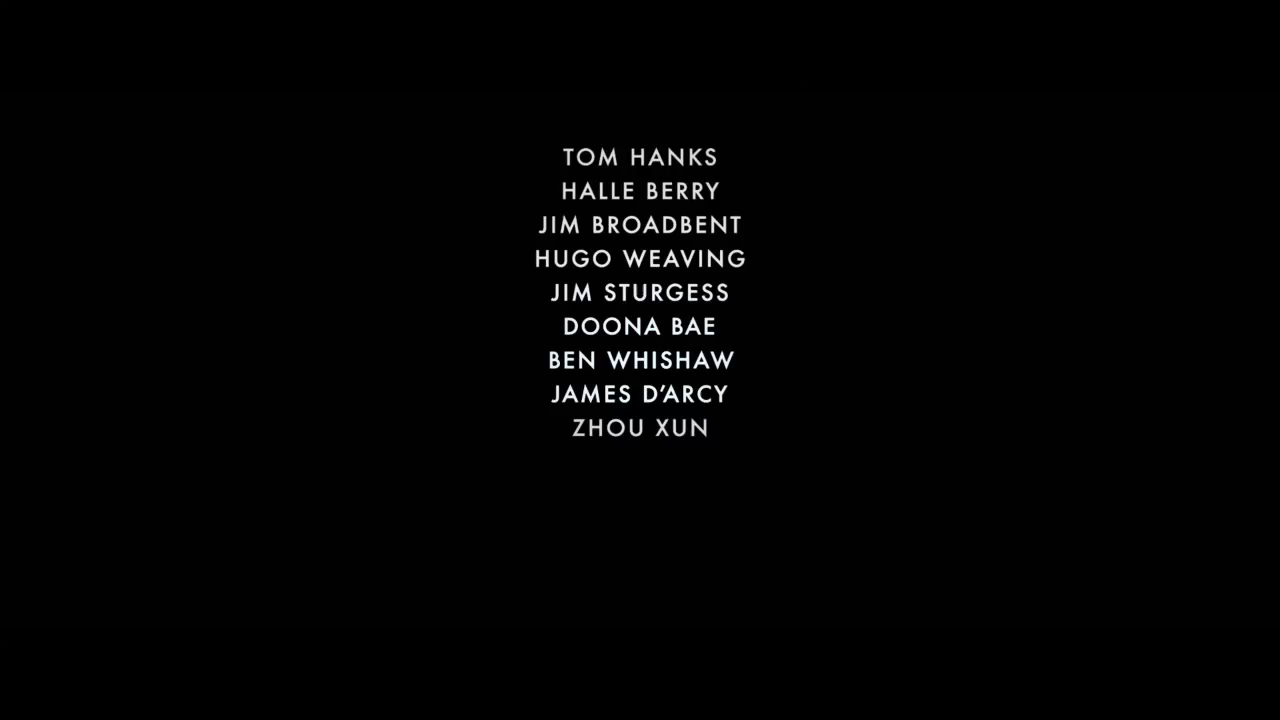 TOM HANKS
HALLE BERRY
JIM BROADBENT
HUGO WEAVING
JIM STURGESS
DOONA BAE
BEN WHISHAW
JAMES D’ARCY
ZHOU XUN